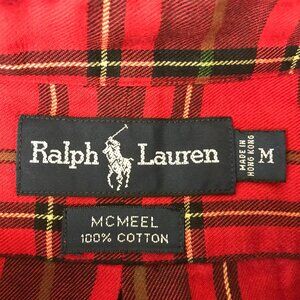 Ralph Lauren
MADE IN
HONG KONG
M
MCMEEL
100% COTTON